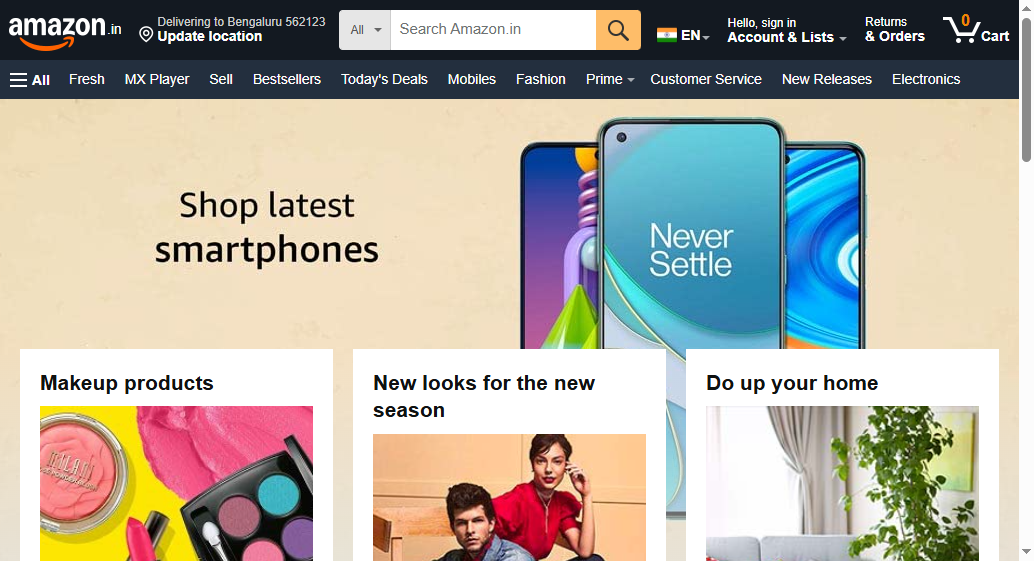 amazon.in
Delivering to Bengaluru 562123
Update location
All
Search Amazon.in
EN
Hello, sign in
Account & Lists
Returns
& Orders
0
Cart
All
Fresh
MX Player
Sell
Bestsellers
Today's Deals
Mobiles
Fashion
Prime
Customer Service
New Releases
Electronics
Shop latest
smartphones
Never
Settle
Makeup products
New looks for the new
season
Do up your home
MILANI